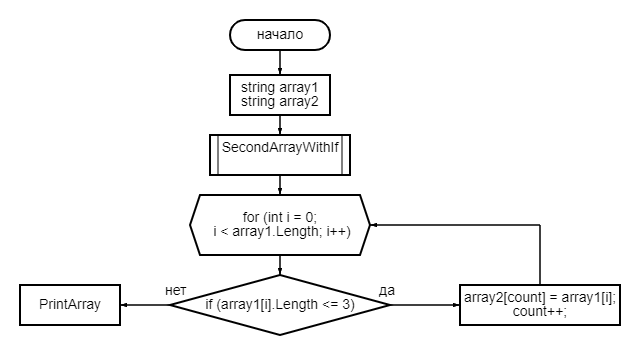 начало
string array1
string array2
SecondArrayWithIf
for (int i = 0;
i < array1.Length; i++)
нет
да
PrintArray
if (array1[i].Length <= 3)
array2[count] = array1[i];
count++;